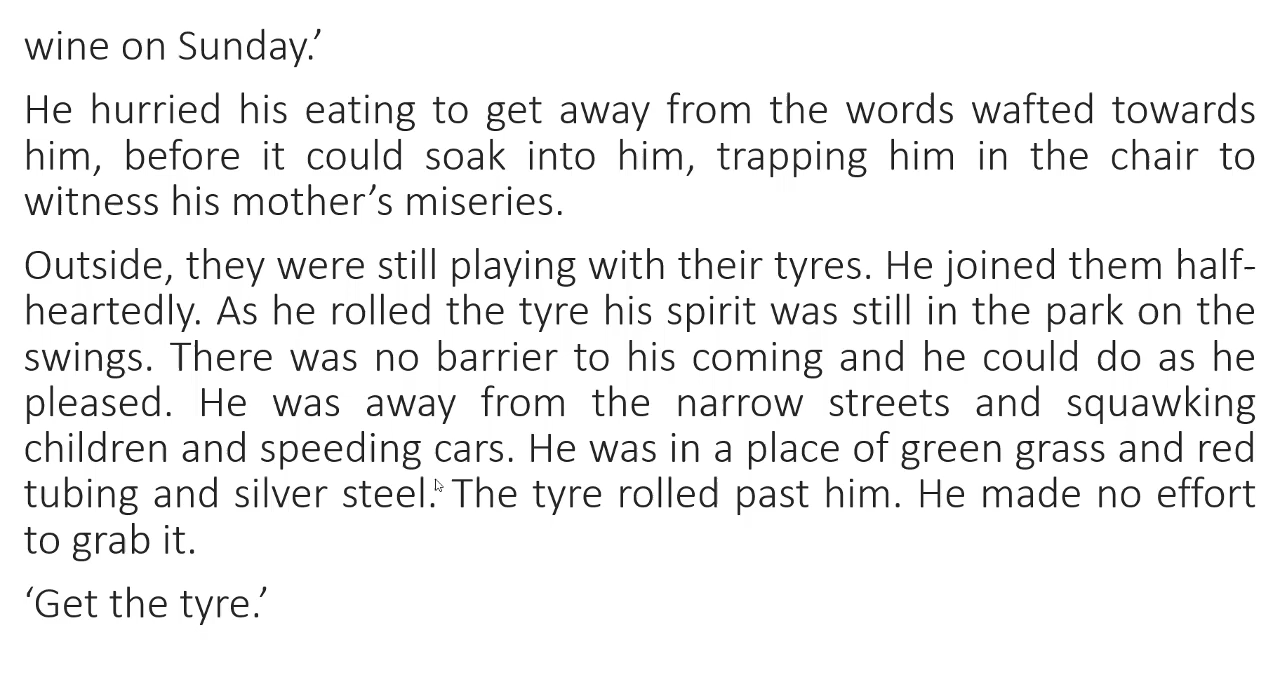 wine on Sunday.’
He hurried his eating to get away from the words wafted towards
him, before it could soak into him, trapping him in the chair to
witness his mother’s miseries.
Outside, they were still playing with their tyres. He joined them half-
heartedly. As he rolled the tyre his spirit was still in the park on the
swings. There was no barrier to his coming and he could do as he
pleased. He was away from the narrow streets and squawking
children and speeding cars. He was in a place of green grass and red
tubing and silver steel. The tyre rolled past him. He made no effort
to grab it.
‘Get the tyre.’